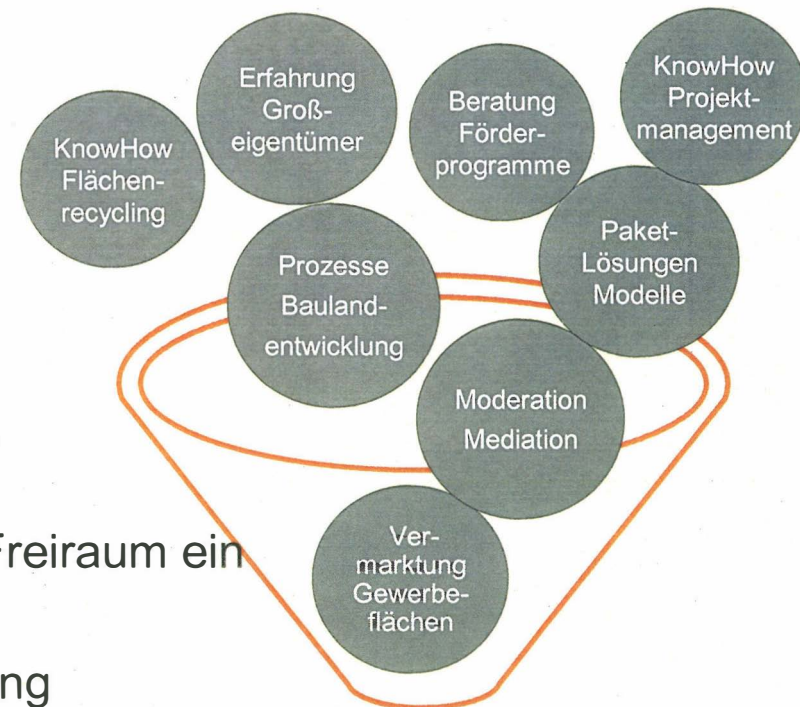 Erfahrung
Groß-
eigentümer
KnowHow
Projekt-
management
Beratung
Förder-
programme
KnowHow
Flächen-
recycling
Paket-
Lösungen
Modelle
Prozesse
Bauland-
entwicklung
Moderation
Mediation
Ver-
marktung
Gewerbe-
flächen
Freiraum ein
ng